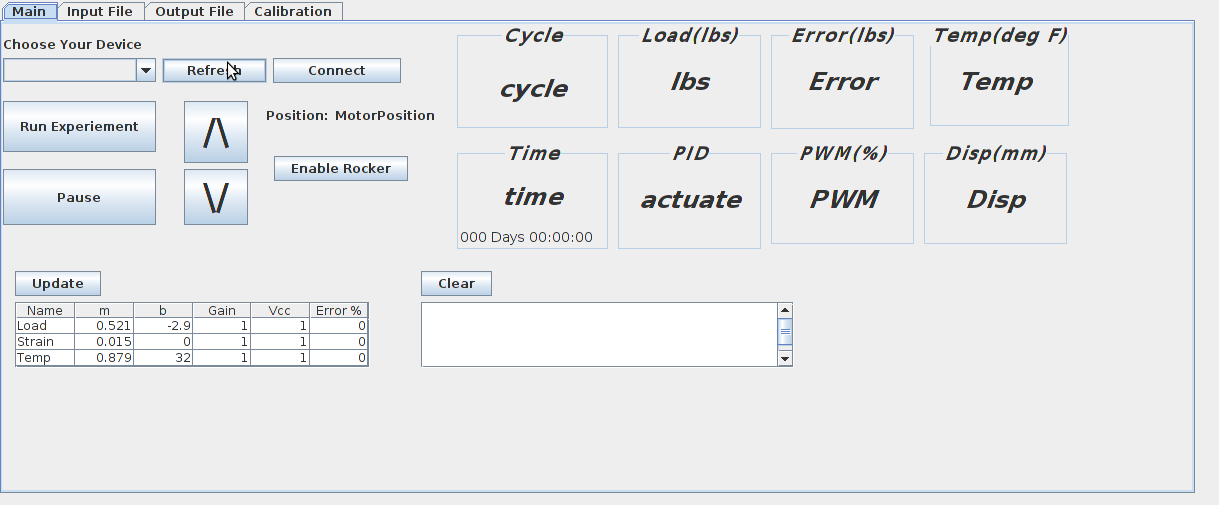 Main Input File Output File Calibration
Choose Your Device
Refresh Connect
Run Experiement
/\
Position: MotorPosition
Enable Rocker
Pause
\/
Cycle
cycle
Load(lbs)
lbs
Error(lbs)
Error
Temp(deg F)
Temp
Time
time
000 Days 00:00:00
PID
actuate
PWM(%)
PWM
Disp(mm)
Disp
Update
Name m b Gain Vcc Error %
Load 0.521 -2.9 1 1 0
Strain 0.015 0 1 1 0
Temp 0.879 32 1 1 0
Clear